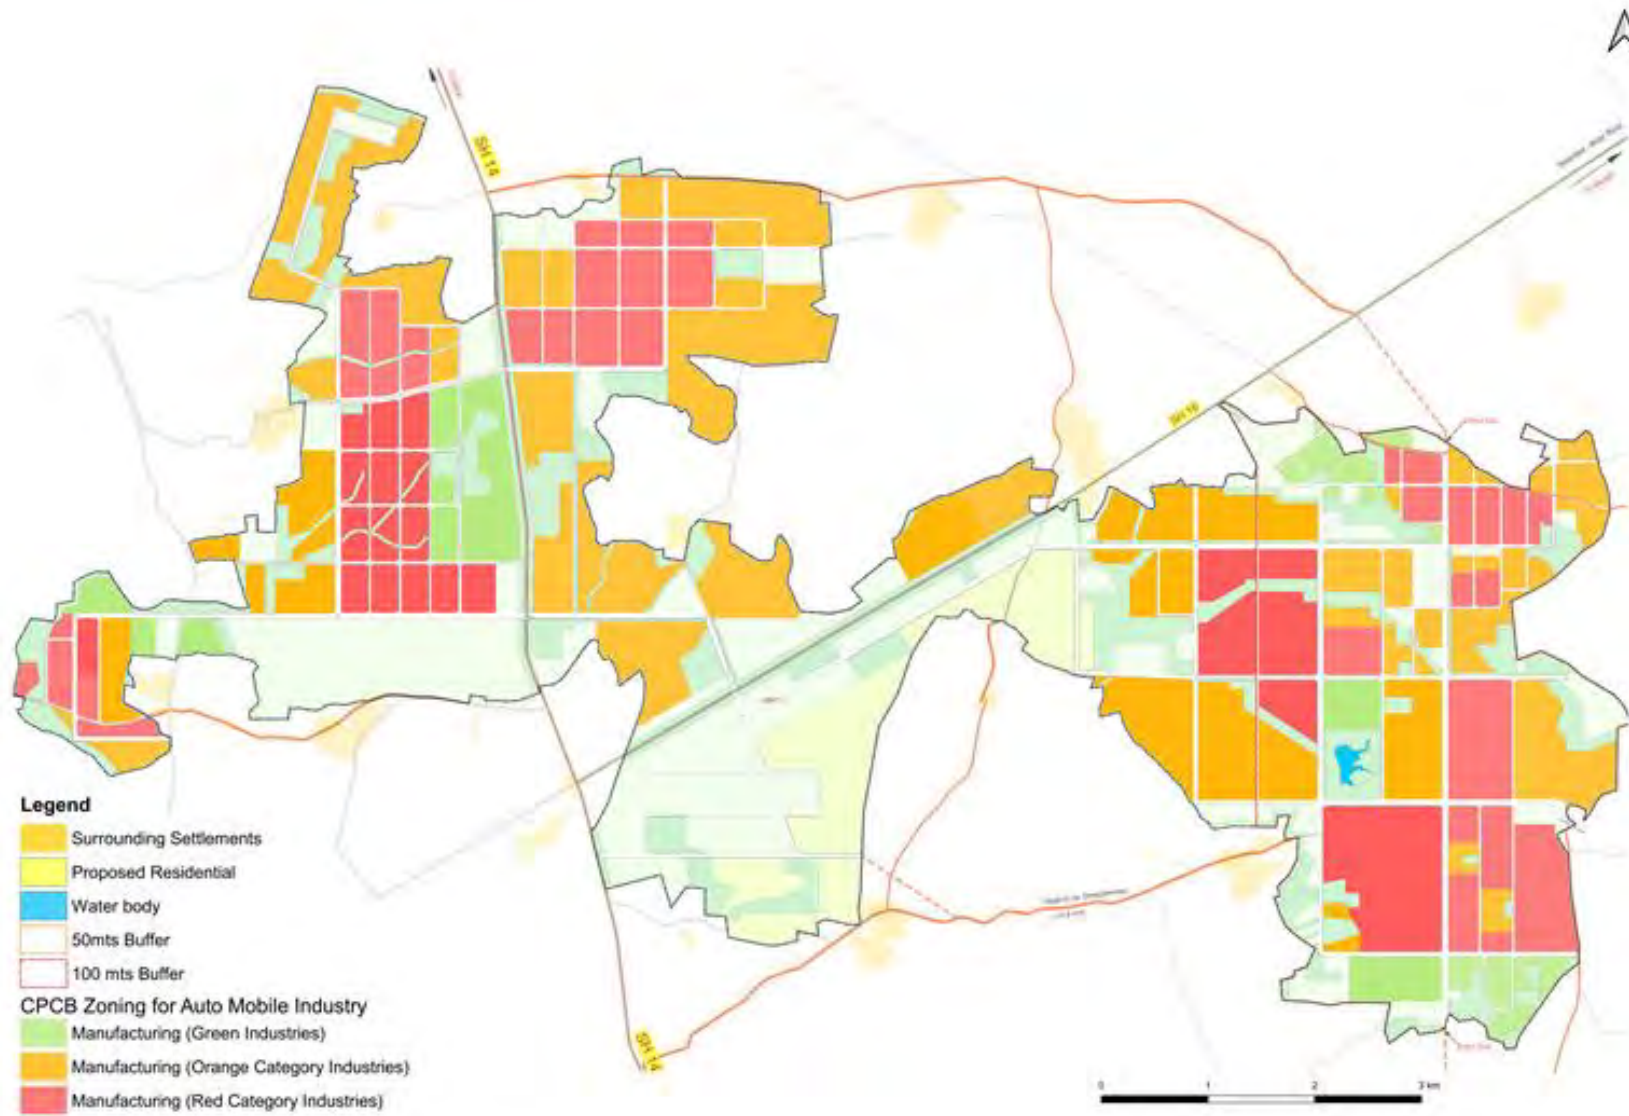 SH 14
SH 16
Legend
Surrounding Settlements
Proposed Residential
Water body
50mts Buffer
100 mts Buffer
CPCB Zoning for Auto Mobile Industry
Manufacturing (Green Industries)
Manufacturing (Orange Category Industries)
Manufacturing (Red Category Industries)
SH 14
0 1 2 3 km